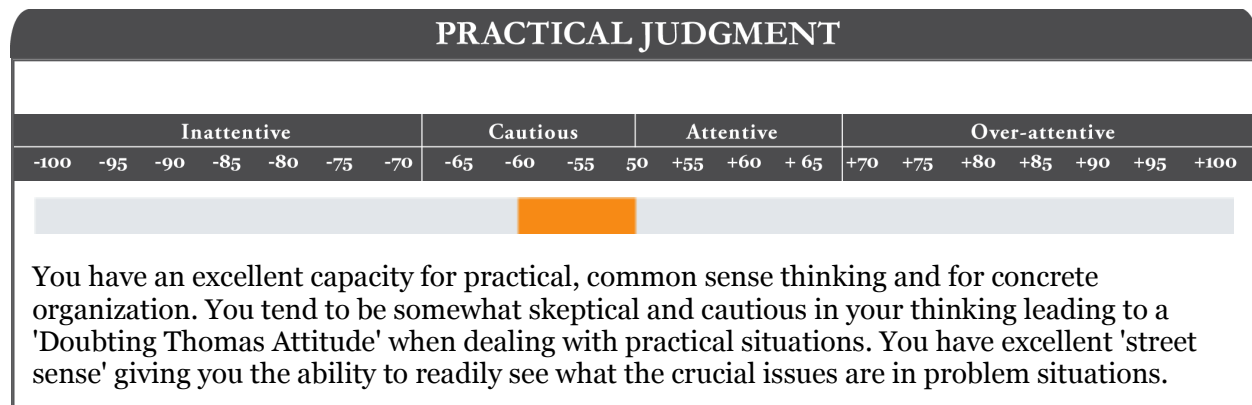 PRACTICAL JUDGMENT
Inattentive Cautious Attentive Over-attentive
-100 -95 -90 -85 -80 -75 -70 -65 -60 -55 50 +55 +60 + 65 +70 +75 +80 +85 +90 +95 +100
You have an excellent capacity for practical, common sense thinking and for concrete
organization. You tend to be somewhat skeptical and cautious in your thinking leading to a
'Doubting Thomas Attitude' when dealing with practical situations. You have excellent 'street
sense' giving you the ability to readily see what the crucial issues are in problem situations.